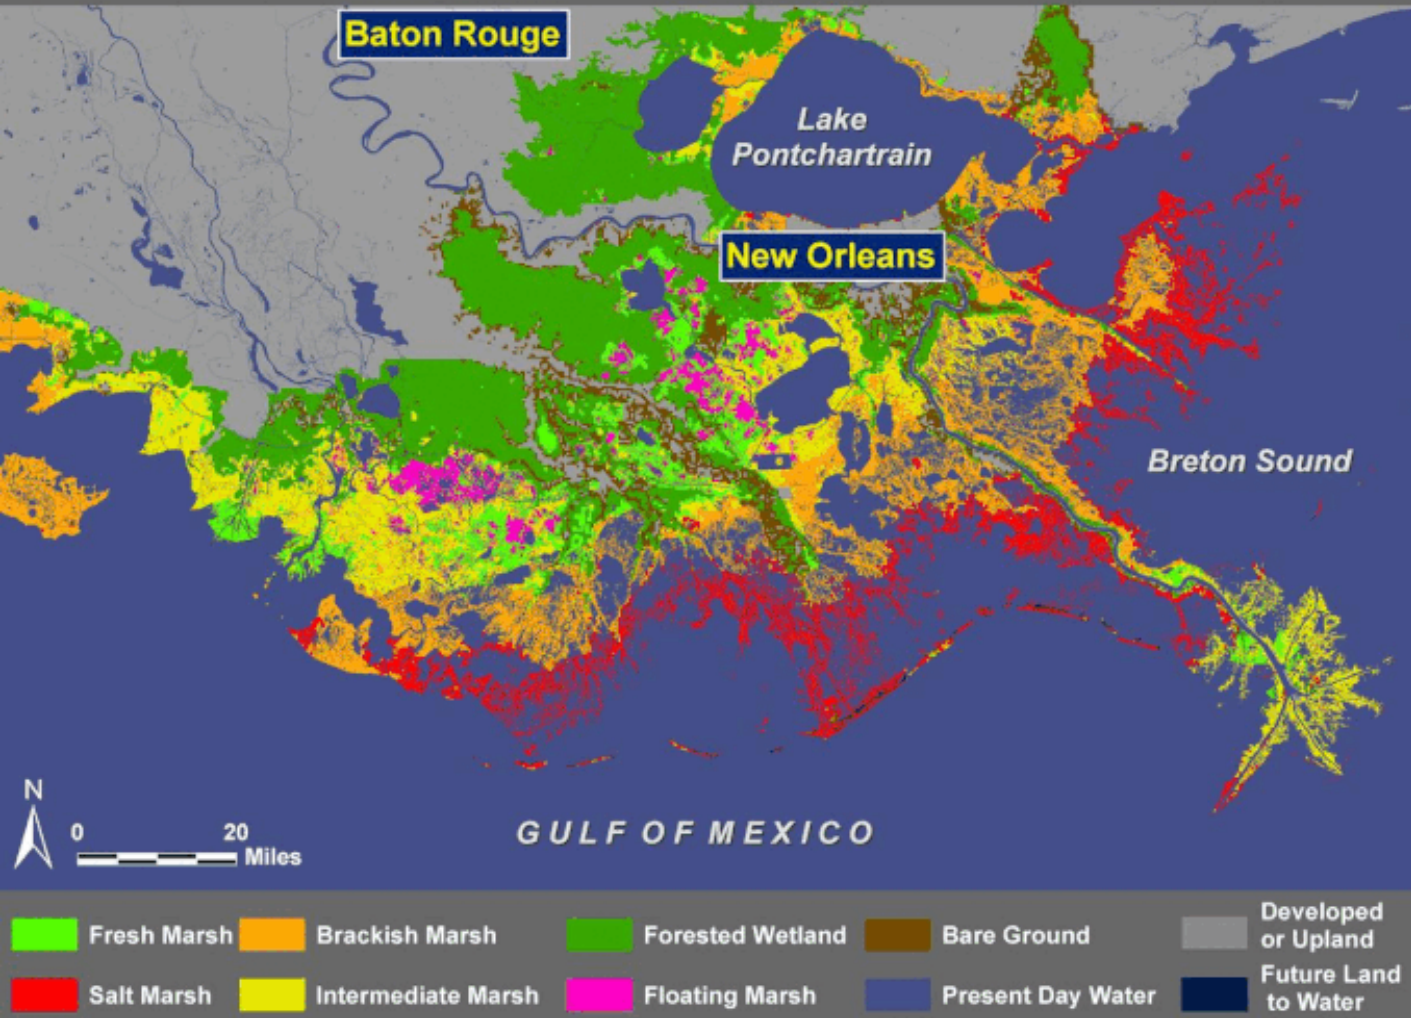 Baton Rouge
Lake
Pontchartrain
New Orleans
Breton Sound
N
0 20
Miles
GULF OF MEXICO
Fresh Marsh
Brackish Marsh
Forested Wetland
Bare Ground
Developed
or Upland
Salt Marsh
Intermediate Marsh
Floating Marsh
Present Day Water
Future Land
to Water